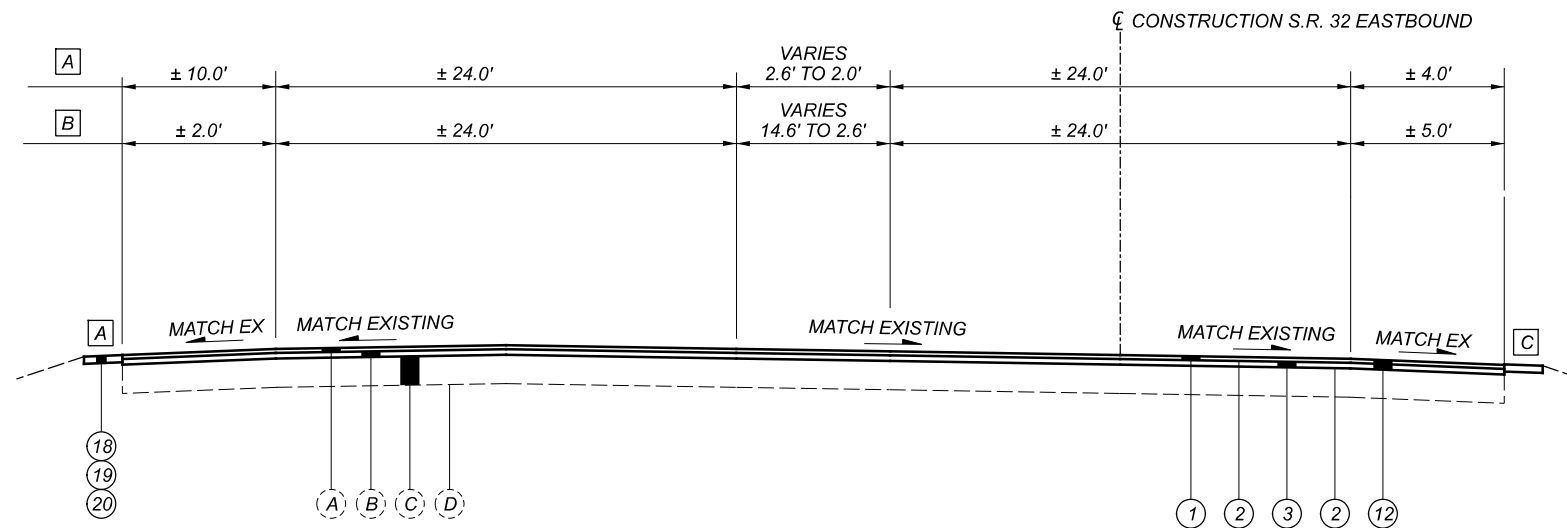 ℄ CONSTRUCTION S.R. 32 EASTBOUND
A
± 10.0'
± 24.0'
VARIES
2.6' TO 2.0'
± 24.0'
± 4.0'
B
± 2.0'
± 24.0'
VARIES
14.6' TO 2.6'
± 24.0'
± 5.0'
A
MATCH EX
MATCH EXISTING
MATCH EXISTING
MATCH EXISTING
MATCH EX
C
18
19
20
A
B
C
D
1
2
3
2
12